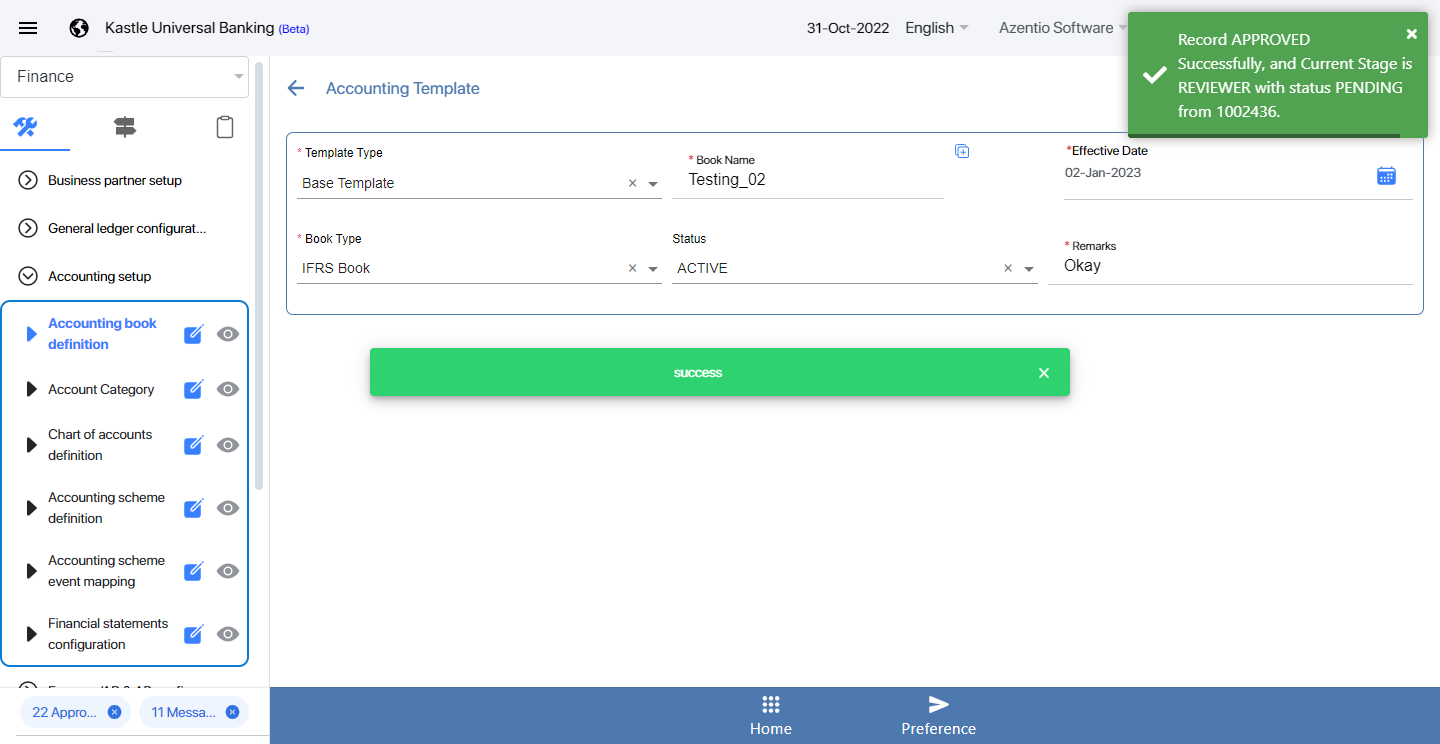 Kastle Universal Banking (Beta)
31-Oct-2022
English
Azentio Software
Record APPROVED
Successfully, and Current Stage is
REVIEWER with status PENDING
from 1002436.
Finance
Accounting Template
Business partner setup
General ledger configurat...
Accounting setup
Accounting book
definition
Account Category
Chart of accounts
definition
Accounting scheme
definition
Accounting scheme
event mapping
Financial statements
configuration
* Template Type
Base Template
* Book Name
Testing_02
*Effective Date
02-Jan-2023
* Book Type
IFRS Book
Status
ACTIVE
* Remarks
Okay
success
22 Appro...
11 Messa...
Home
Preference